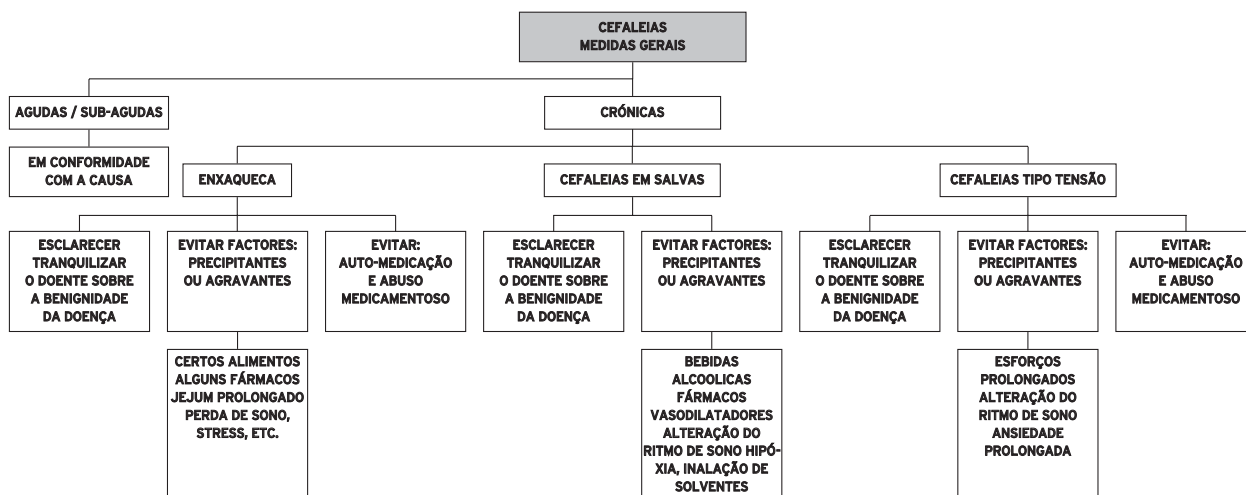 CEFALEIAS
MEDIDAS GERAIS
AGUDAS / SUB-AGUDAS
CRÓNICAS
EM CONFORMIDADE
COM A CAUSA
ENXAQUECA
CEFALEIAS EM SALVAS
CEFALEIAS TIPO TENSÃO
ESCLARECER
TRANQUILIZAR
O DOENTE SOBRE
A BENIGNIDADE
DA DOENÇA
EVITAR FACTORES:
PRECIPITANTES
OU AGRAVANTES
EVITAR:
AUTO-MEDICAÇÃO
E ABUSO
MEDICAMENTOSO
ESCLARECER
TRANQUILIZAR
O DOENTE SOBRE
A BENIGNIDADE
DA DOENÇA
EVITAR FACTORES:
PRECIPITANTES
OU AGRAVANTES
ESCLARECER
TRANQUILIZAR
O DOENTE SOBRE
A BENIGNIDADE
DA DOENÇA
EVITAR FACTORES:
PRECIPITANTES
OU AGRAVANTES
EVITAR:
AUTO-MEDICAÇÃO
E ABUSO
MEDICAMENTOSO
CERTOS ALIMENTOS
ALGUNS FÁRMACOS
JEJUM PROLONGADO
PERDA DE SONO,
STRESS, ETC.
BEBIDAS
ALCOOLICAS
FÁRMACOS
VASODILATADORES
ALTERAÇÃO DO
RITMO DE SONO HIPÓ-
XIA, INALAÇÃO DE
SOLVENTES
ESFORÇOS
PROLONGADOS
ALTERAÇÃO DO
RITMO DE SONO
ANSIEDADE
PROLONGADA